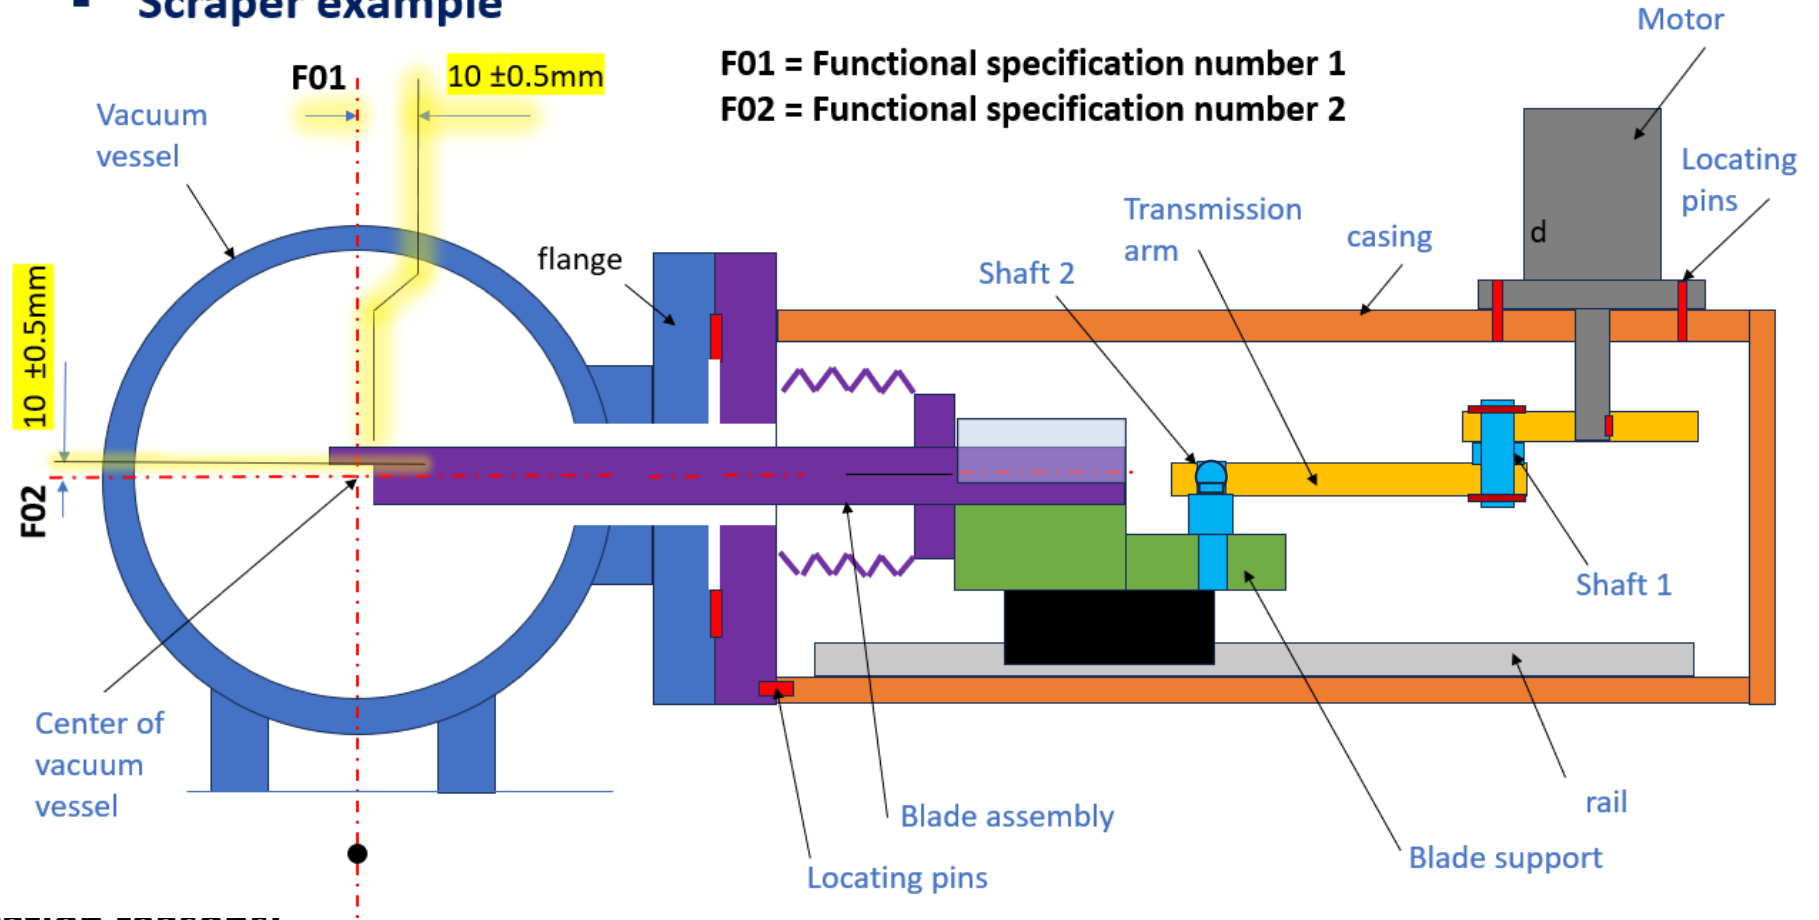 ▪ Scraper example
F01
10 ±0.5mm
F01 = Functional specification number 1
F02 = Functional specification number 2
Motor
Vacuum
vessel
Locating
pins
Transmission
arm
casing
d
flange
Shaft 2
10 ±0.5mm
F02
Shaft 1
Center of
vacuum
vessel
Blade assembly
rail
Blade support
Locating pins